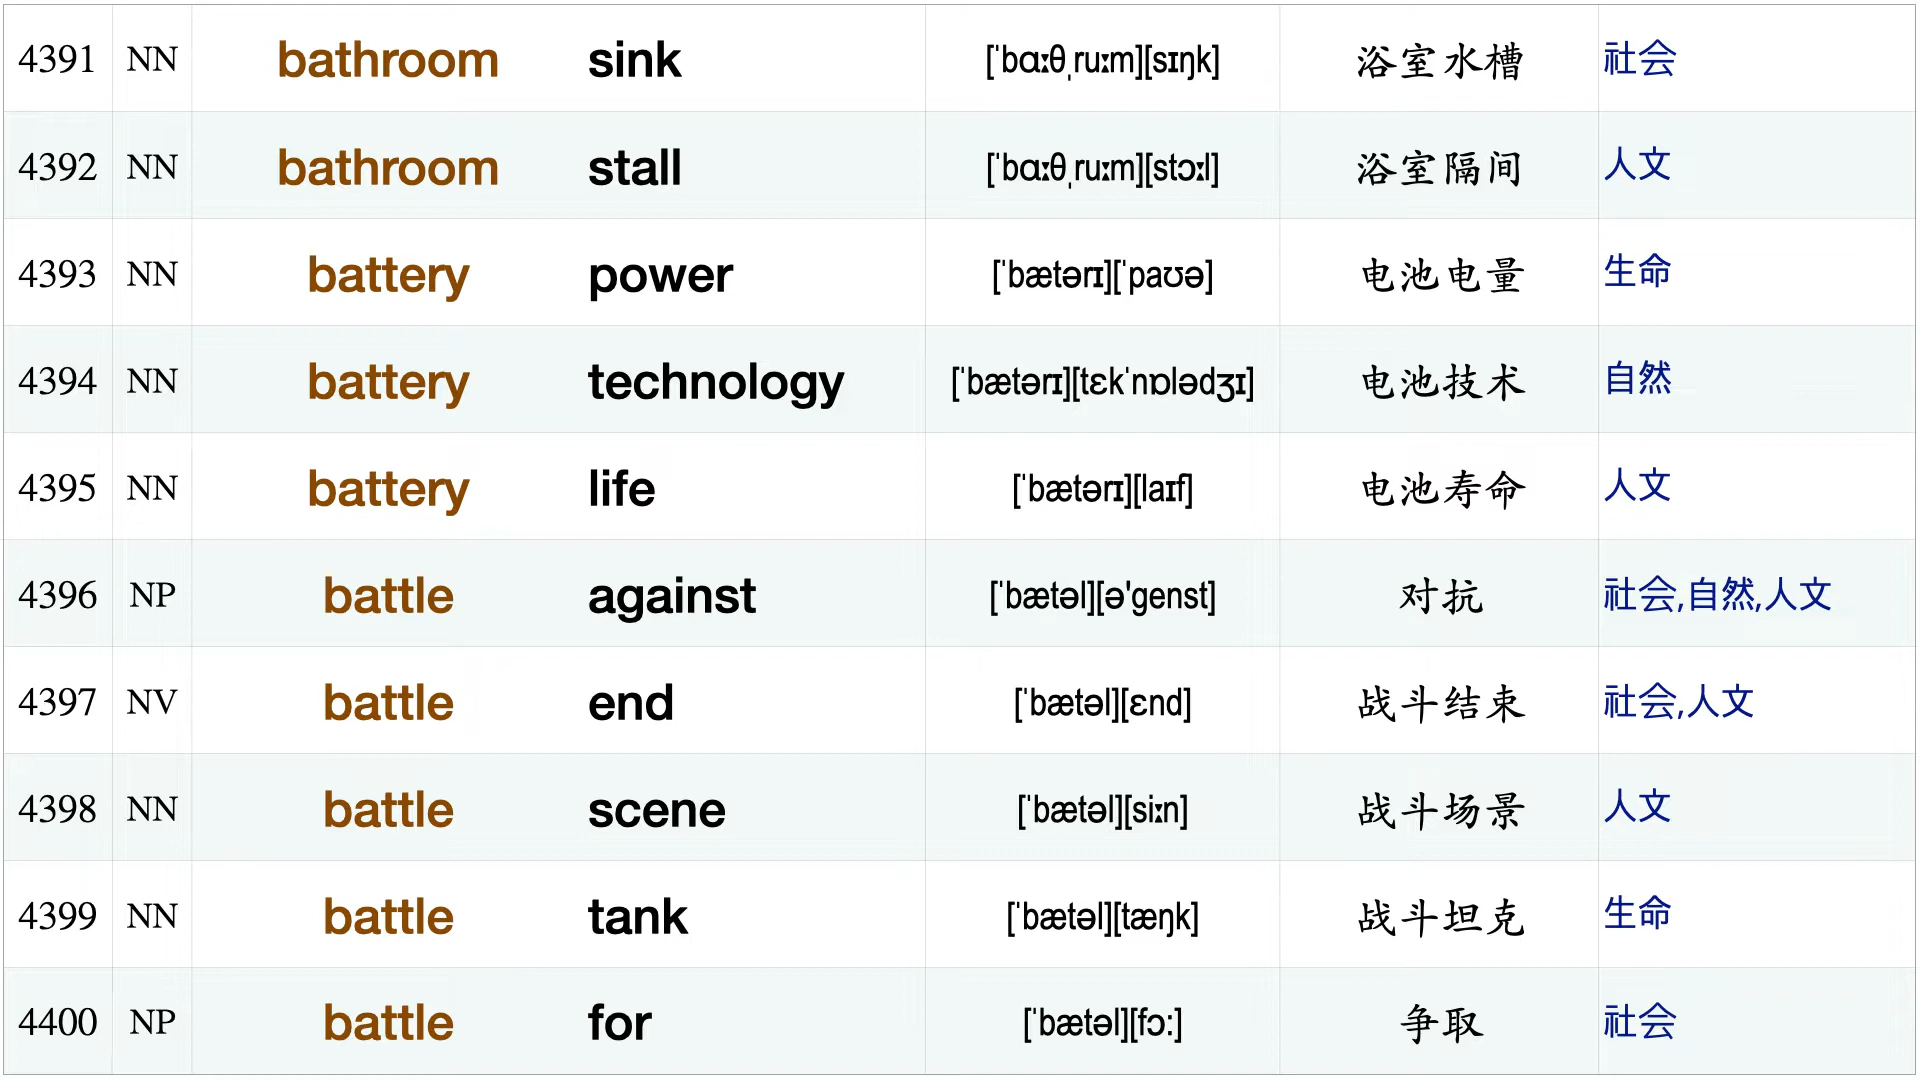 4391 NN bathroom sink [ˈbɑːθˌruːm][sɪŋk] 浴室水槽 社会
4392 NN bathroom stall [ˈbɑːθˌruːm][stɔːl] 浴室隔间 人文
4393 NN battery power [ˈbætərɪ][ˈpaʊə] 电池电量 生命
4394 NN battery technology [ˈbætərɪ][tɛkˈnɒlədʒɪ] 电池技术 自然
4395 NN battery life [ˈbætərɪ][laɪf] 电池寿命 人文
4396 NP battle against [ˈbætəl][ə'genst] 对抗 社会,自然,人文
4397 NV battle end [ˈbætəl][ɛnd] 战斗结束 社会,人文
4398 NN battle scene [ˈbætəl][siːn] 战斗场景 人文
4399 NN battle tank [ˈbætəl][tæŋk] 战斗坦克 生命
4400 NP battle for [ˈbætəl][fɔ:] 争取 社会